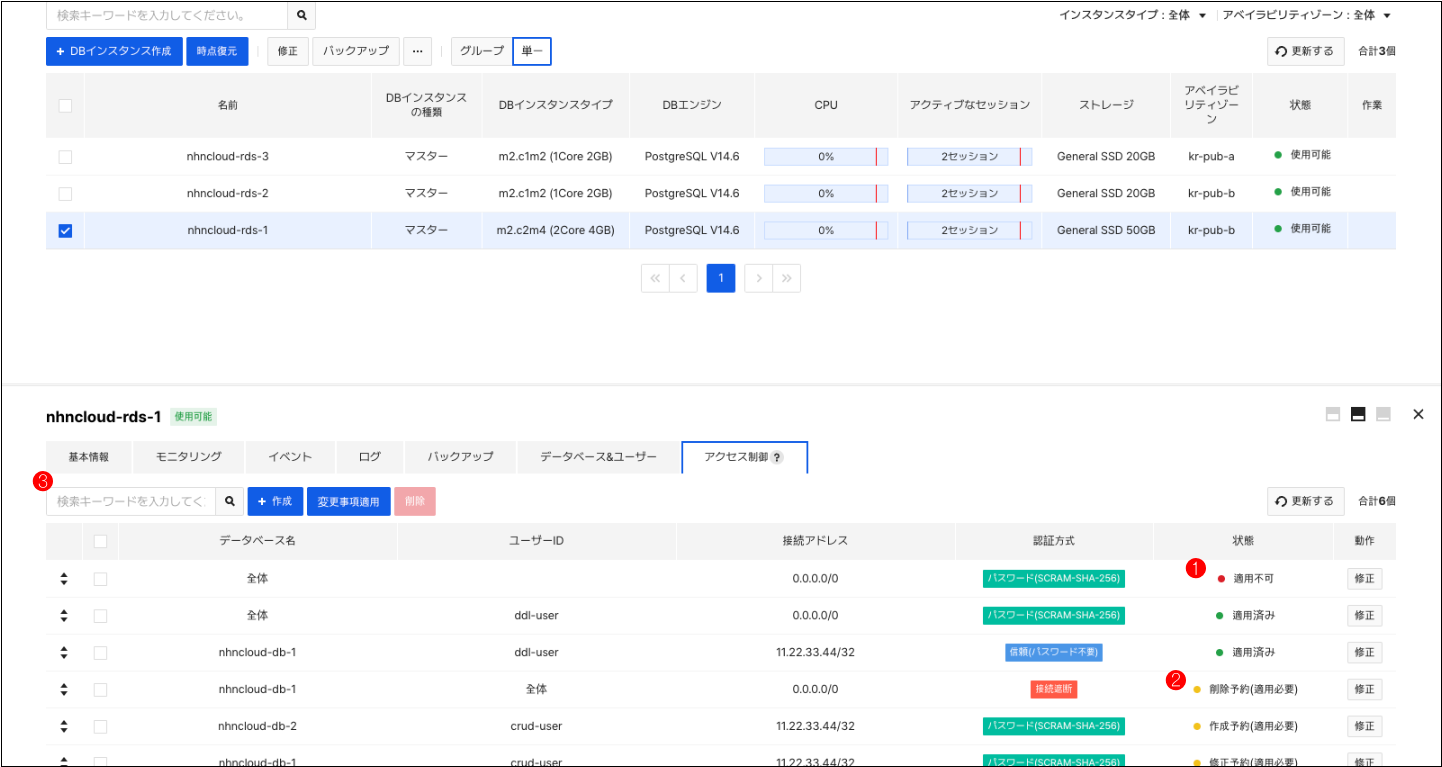 検索キーワードを入力してください。
インスタンスタイプ : 全体 アベイラビリティゾーン : 全体
+ DBインスタンス作成 時点復元 修正 バックアップ ... グループ 単一 更新する 合計3個
名前 DBインスタンスの種類 DBインスタンスタイプ DBエンジン CPU アクティブなセッション ストレージ アベイラビリティゾーン 状態 作業
nhncloud-rds-3 マスター m2.c1m2 (1Core 2GB) PostgreSQL V14.6 0% 2セッション General SSD 20GB kr-pub-a 使用可能
nhncloud-rds-2 マスター m2.c1m2 (1Core 2GB) PostgreSQL V14.6 0% 2セッション General SSD 20GB kr-pub-b 使用可能
nhncloud-rds-1 マスター m2.c2m4 (2Core 4GB) PostgreSQL V14.6 0% 2セッション General SSD 50GB kr-pub-b 使用可能
« ‹ 1 › »
nhncloud-rds-1 使用可能
基本情報 モニタリング イベント ログ バックアップ データベース&ユーザー アクセス制御 ?
3
検索キーワードを入力してく + 作成 変更事項適用 削除 更新する 合計6個
データベース名 ユーザーID 接続アドレス 認証方式 状態 動作
全体 0.0.0.0/0 パスワード(SCRAM-SHA-256) 1 適用不可 修正
全体 ddl-user 0.0.0.0/0 パスワード(SCRAM-SHA-256) 適用済み 修正
nhncloud-db-1 ddl-user 11.22.33.44/32 信頼(パスワード不要) 適用済み 修正
nhncloud-db-1 全体 0.0.0.0/0 接続遮断 2 削除予約(適用必要) 修正
nhncloud-db-2 crud-user 11.22.33.44/32 パスワード(SCRAM-SHA-256) 作成予約(適用必要) 修正
nhncloud-db-1 crud-user 11.22.33.44/32 パスワード(SCRAM-SHA-256) 修正予約(適用必要) 修正